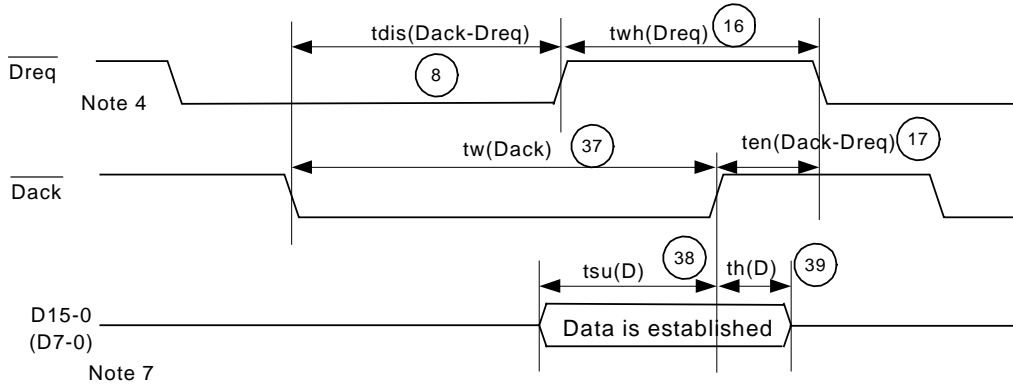 tdis(Dack-Dreq) twh(Dreq) 16
Dreq 8
Note 4
tw(Dack) 37 ten(Dack-Dreq) 17
Dack
tsu(D) 38 th(D) 39
D15-0
(D7-0) Data is established
Note 7